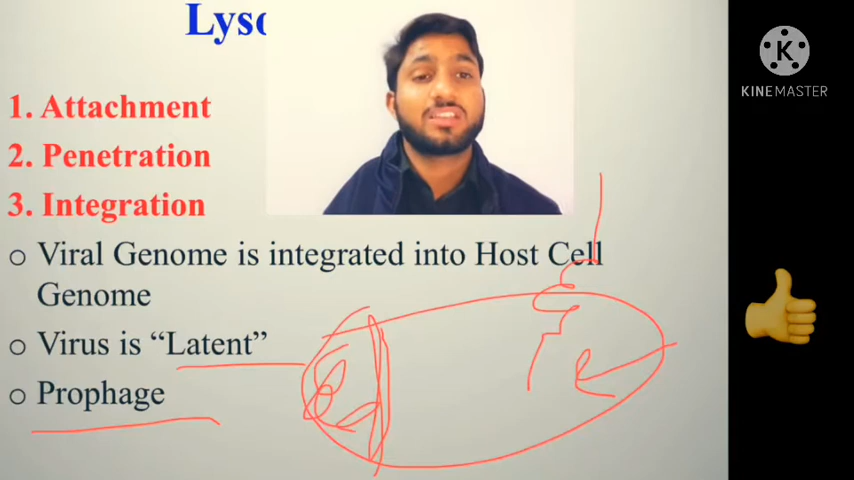 Lyso
1. Attachment
2. Penetration
3. Integration
o Viral Genome is integrated into Host Cell
Genome
o Virus is “Latent”
o Prophage
K
KINEMASTER